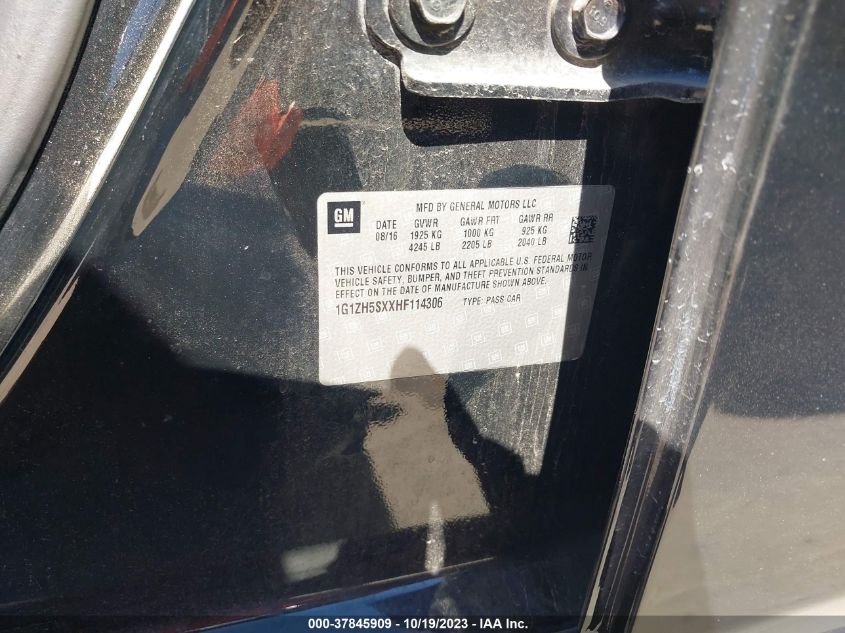 GM
MFD BY GENERAL MOTORS LLC
DATE GVWR GAWR FRT GAWR RR
08/16 1925 KG 1000 KG 925 KG
4245 LB 2205 LB 2040 LB
THIS VEHICLE CONFORMS TO ALL APPLICABLE U.S. FEDERAL MOTOR
VEHICLE SAFETY, BUMPER, AND THEFT PREVENTION STANDARDS IN
EFFECT ON THE DATE OF MANUFACTURE SHOWN ABOVE.
1G1ZH5SXXHF114306 TYPE: PASS CAR
000-37845909 - 10/19/2023 - IAA Inc.